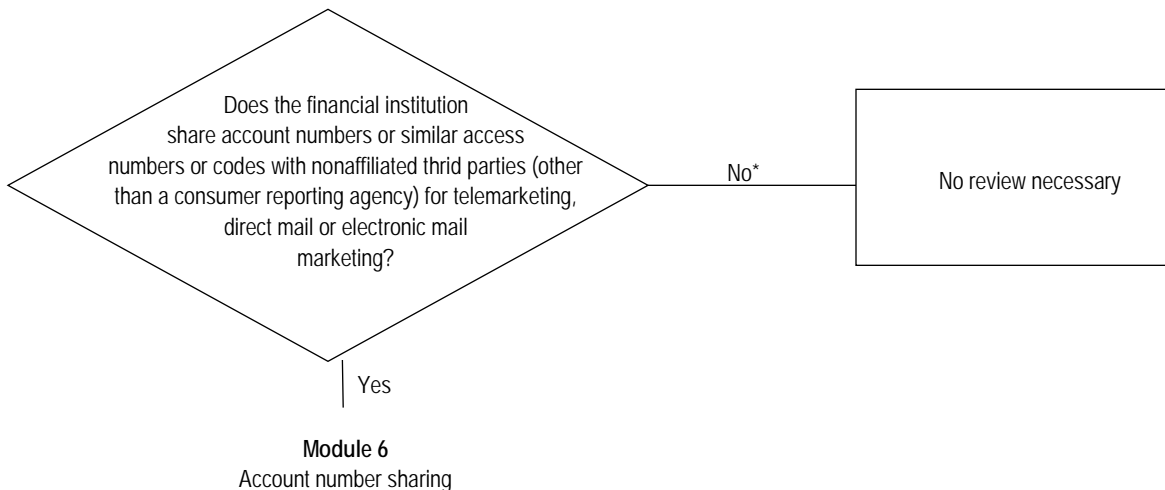 Does the financial institution
share account numbers or similar access
numbers or codes with nonaffiliated thrid parties (other
than a consumer reporting agency) for telemarketing,
direct mail or electronic mail
marketing?
No*
No review necessary
Yes
Module 6
Account number sharing